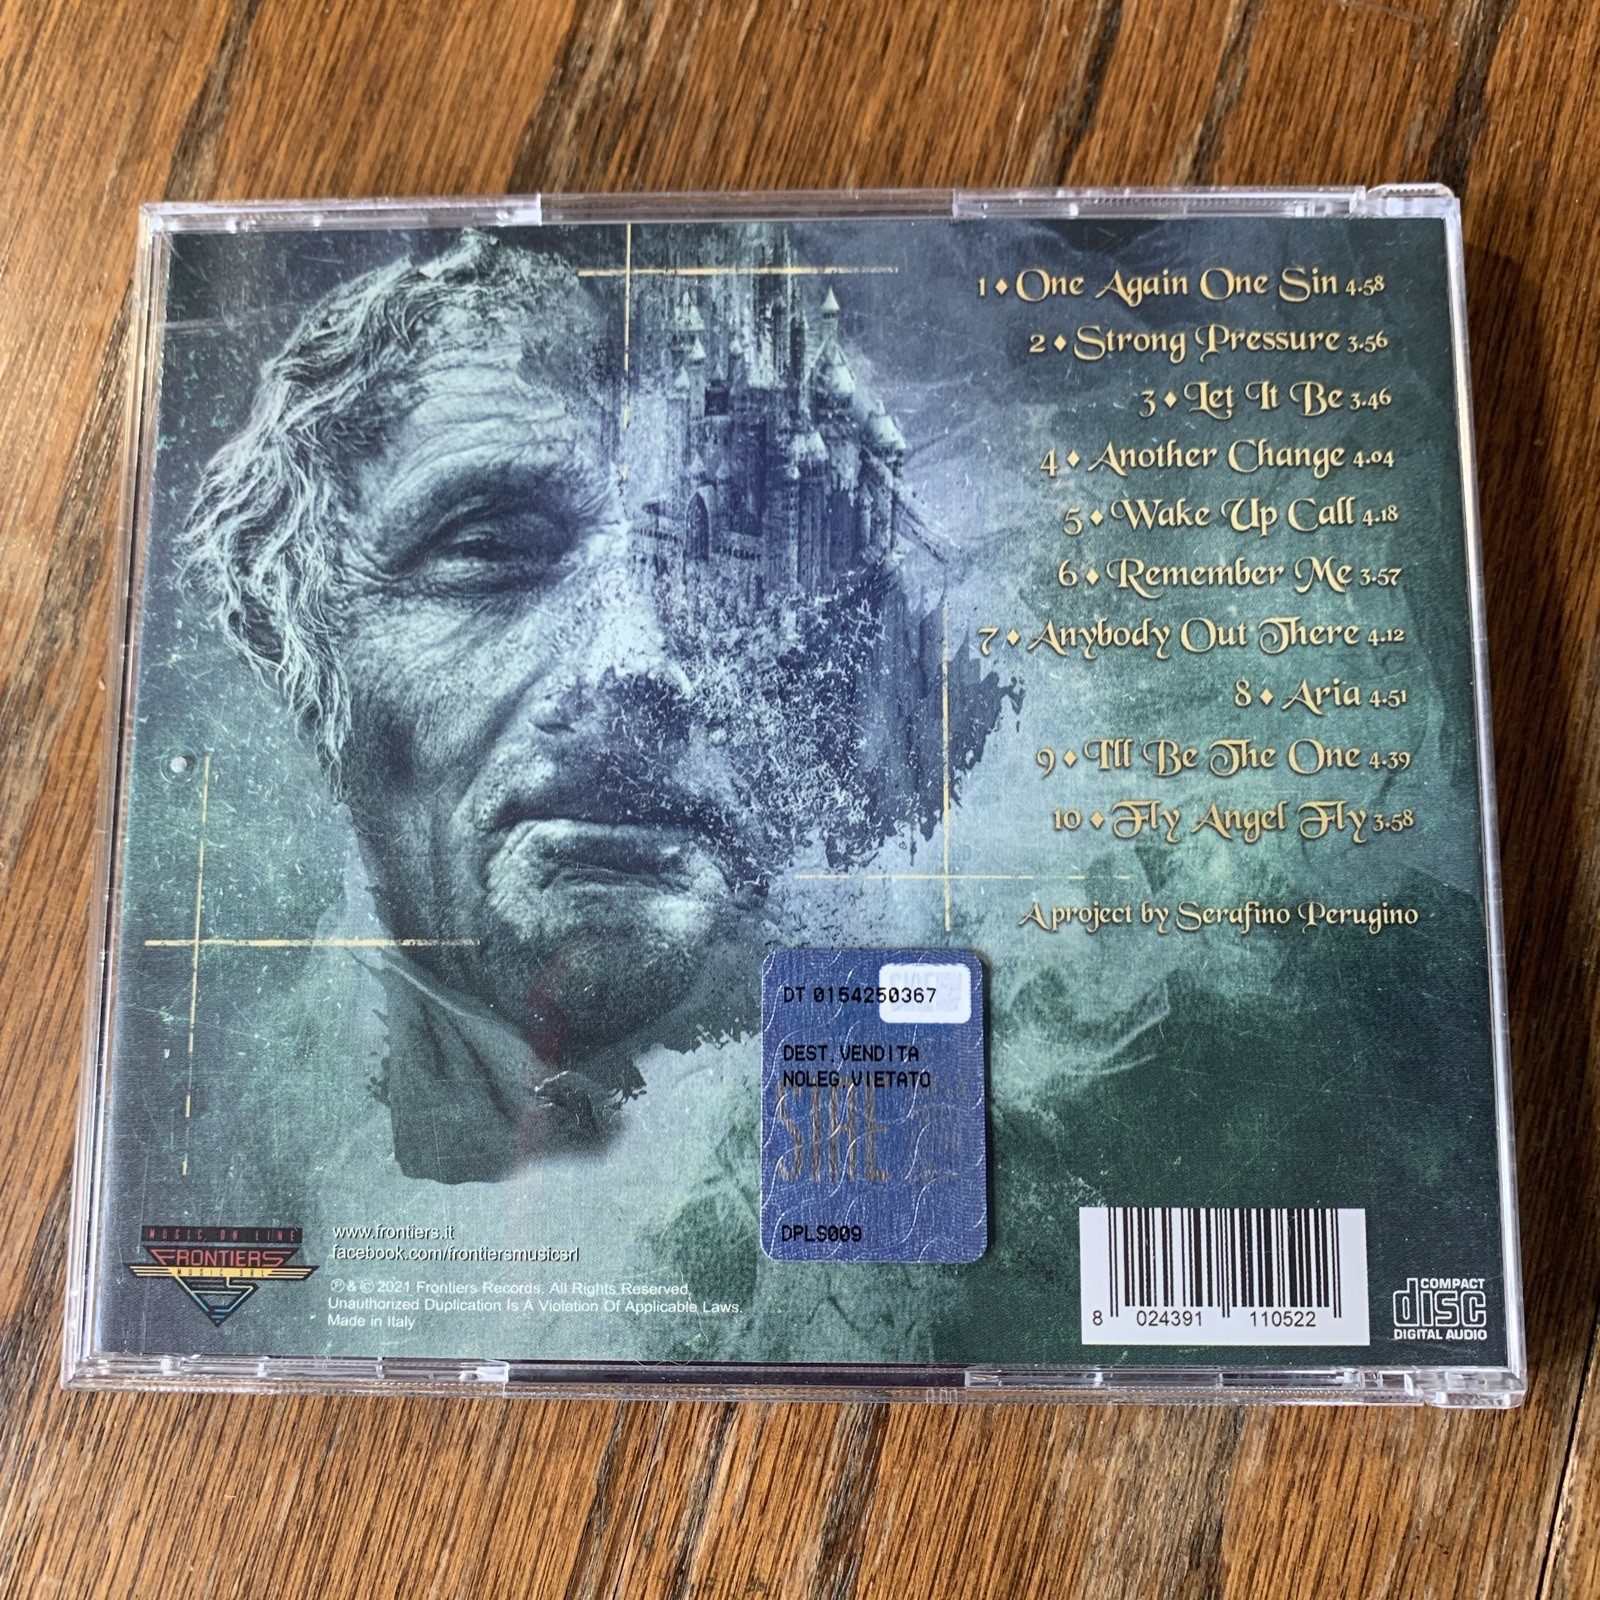 1 ♦ One Again One Sin 4.58
2 ♦ Strong Pressure 3.56
3 ♦ Let It Be 3.46
4 ♦ Another Change 4.04
5 ♦ Wake Up Call 4.18
6 ♦ Remember Me 3.57
7 ♦ Anybody Out There 4.12
8 ♦ Aria 4.51
9 ♦ I'll Be The One 4.39
10 ♦ Fly Angel Fly 3.58
A project by Serafino Perugino
DT 0154250367
DEST.VENDITA
NOLEG.VIETATO
SIAE
DPLS009
MUSIC ON LINE
FRONTIERS
MUSIC SRL
www.frontiers.it
facebook.com/frontiersmusicsrl
℗ & © 2021 Frontiers Records, All Rights Reserved,
Unauthorized Duplication Is A Violation Of Applicable Laws.
Made in Italy
8 024391 110522
COMPACT
disc
DIGITAL AUDIO